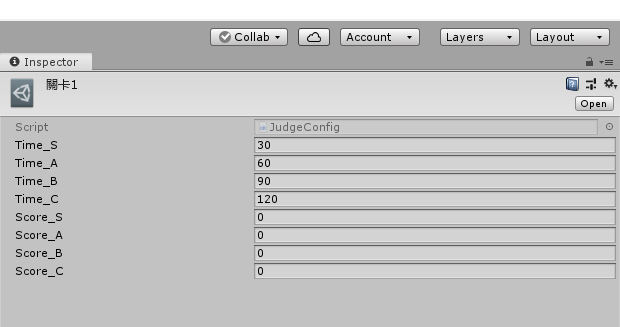 Collab Account Layers Layout
Inspector
關卡1
Open
Script JudgeConfig
Time_S 30
Time_A 60
Time_B 90
Time_C 120
Score_S 0
Score_A 0
Score_B 0
Score_C 0